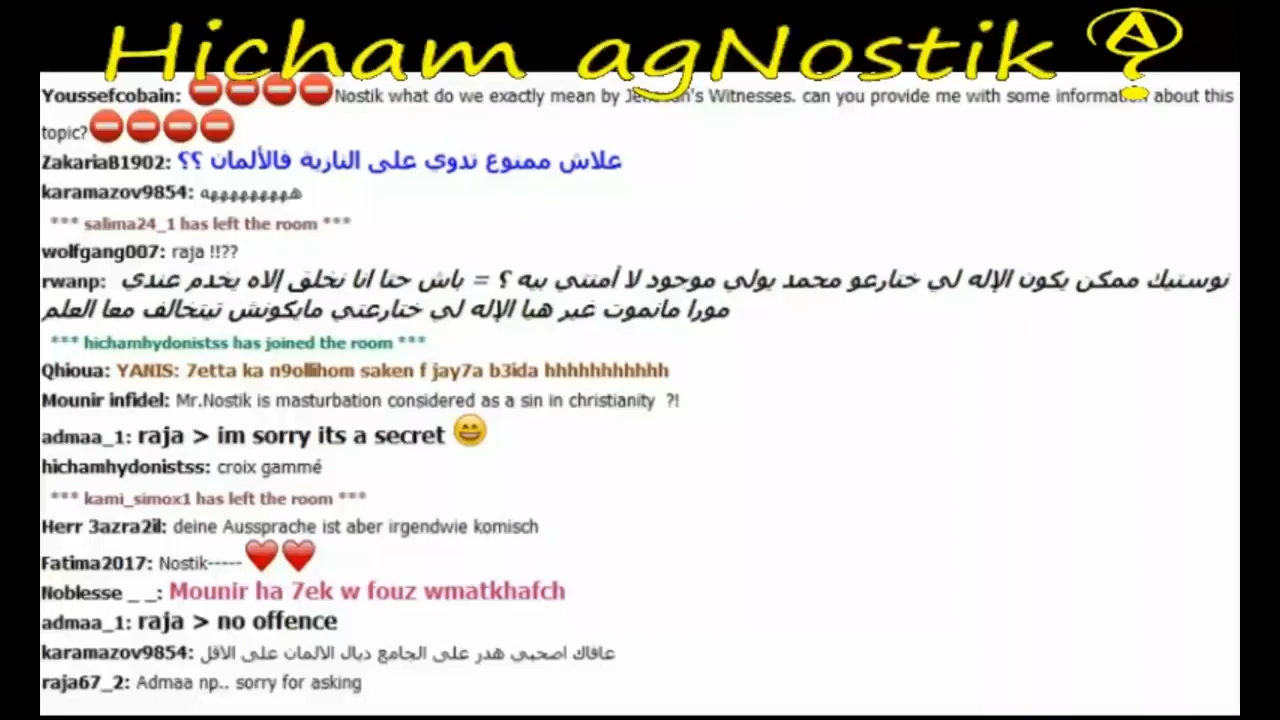 Hicham agNostik
Youssefcobain: Nostik what do we exactly mean by Jehovah's Witnesses. can you provide me with some information about this
topic?
Zakaria81902: علاش ممنوع ندوي على النازية فالألمان ؟؟
karamazov9854: هههههههههه
*** salima24_1 has left the room ***
wolfgang007: raja !!??
rwanp: نوستيك ممكن يكون الإله لي ختارعو محمد يولي موجود لا أمنتي بيه ؟ = باش حتا انا نخلق إلاه يخدم عندي
مورا مانموت غير هيا الإله لي ختارعتي مايكونش تيتخالف معا العلم
*** hichamhydonistss has joined the room ***
Qhioua: YANIS: 7etta ka n9ollihom saken f jay7a b3ida hhhhhhhhhhh
Mounir infidel: Mr.Nostik is masturbation considered as a sin in christianity ?!
admaa_1: raja > im sorry its a secret
hichamhydonistss: croix gammé
*** kami_simox1 has left the room ***
Herr 3azra2il: deine Aussprache ist aber irgendwie komisch
Fatima2017: Nostik-----
Noblesse _ _: Mounir ha 7ek w fouz wmatkhafch
admaa_1: raja > no offence
karamazov9854: عافاك اصحبي هدر على الجامع ديال الالمان على الاقل
raja67_2: Admaa np.. sorry for asking